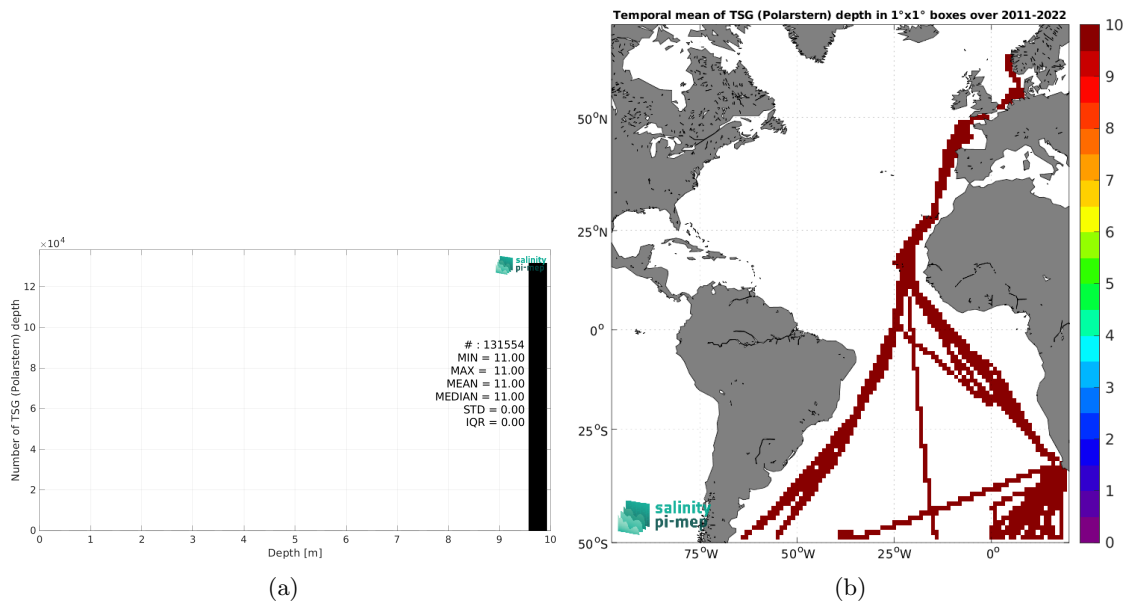 ×10⁴
12
10
8
6
4
2
0
Number of TSG (Polarstern) depth
salinity
pi-mep
# : 131554
MIN = 11.00
MAX = 11.00
MEAN = 11.00
MEDIAN = 11.00
STD = 0.00
IQR = 0.00
0 1 2 3 4 5 6 7 8 9 10
Depth [m]
(a)
Temporal mean of TSG (Polarstern) depth in 1°x1° boxes over 2011-2022
50°N
25°N
0°
25°S
50°S
75°W 50°W 25°W 0°
salinity
pi-mep
10
9
8
7
6
5
4
3
2
1
0
(b)